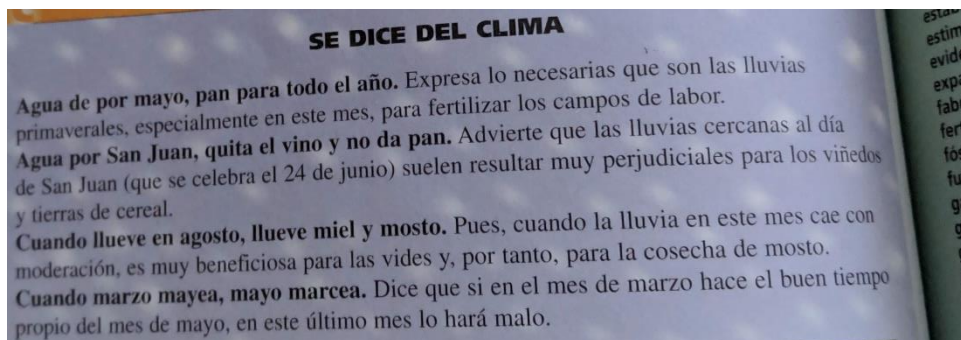 SE DICE DEL CLIMA
Agua de por mayo, pan para todo el año. Expresa lo necesarias que son las lluvias
primaverales, especialmente en este mes, para fertilizar los campos de labor.
Agua por San Juan, quita el vino y no da pan. Advierte que las lluvias cercanas al día
de San Juan (que se celebra el 24 de junio) suelen resultar muy perjudiciales para los viñedos
y tierras de cereal.
Cuando llueve en agosto, llueve miel y mosto. Pues, cuando la lluvia en este mes cae con
moderación, es muy beneficiosa para las vides y, por tanto, para la cosecha de mosto.
Cuando marzo mayea, mayo marcea. Dice que si en el mes de marzo hace el buen tiempo
propio del mes de mayo, en este último mes lo hará malo.